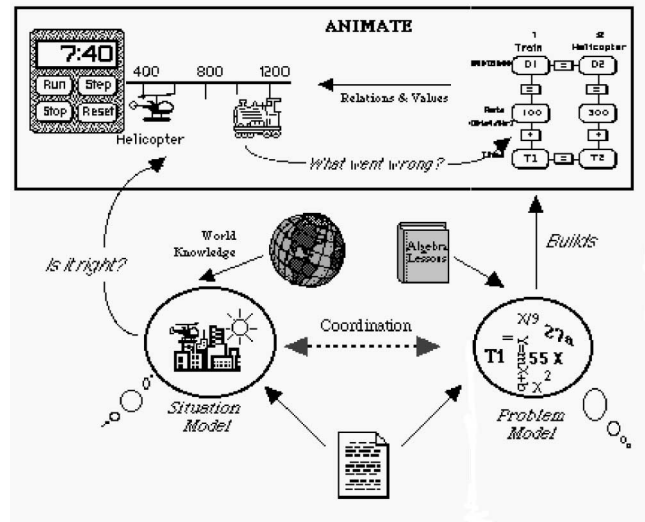 ANIMATE
7:40
Run
Step
Stop
Reset
400
800
1200
Helicopter
Relations & Values
What went wrong?
1
Train
2
Helicopter
D1
=
D2
=
=
Rate
100
300
+
+
T1
=
T2
Is it right?
World
Knowledge
Algebra
Lessons
Builds
Coordination
X/9
27a
=
T1
Y=mX+b
55 X
X2
Situation
Model
Problem
Model